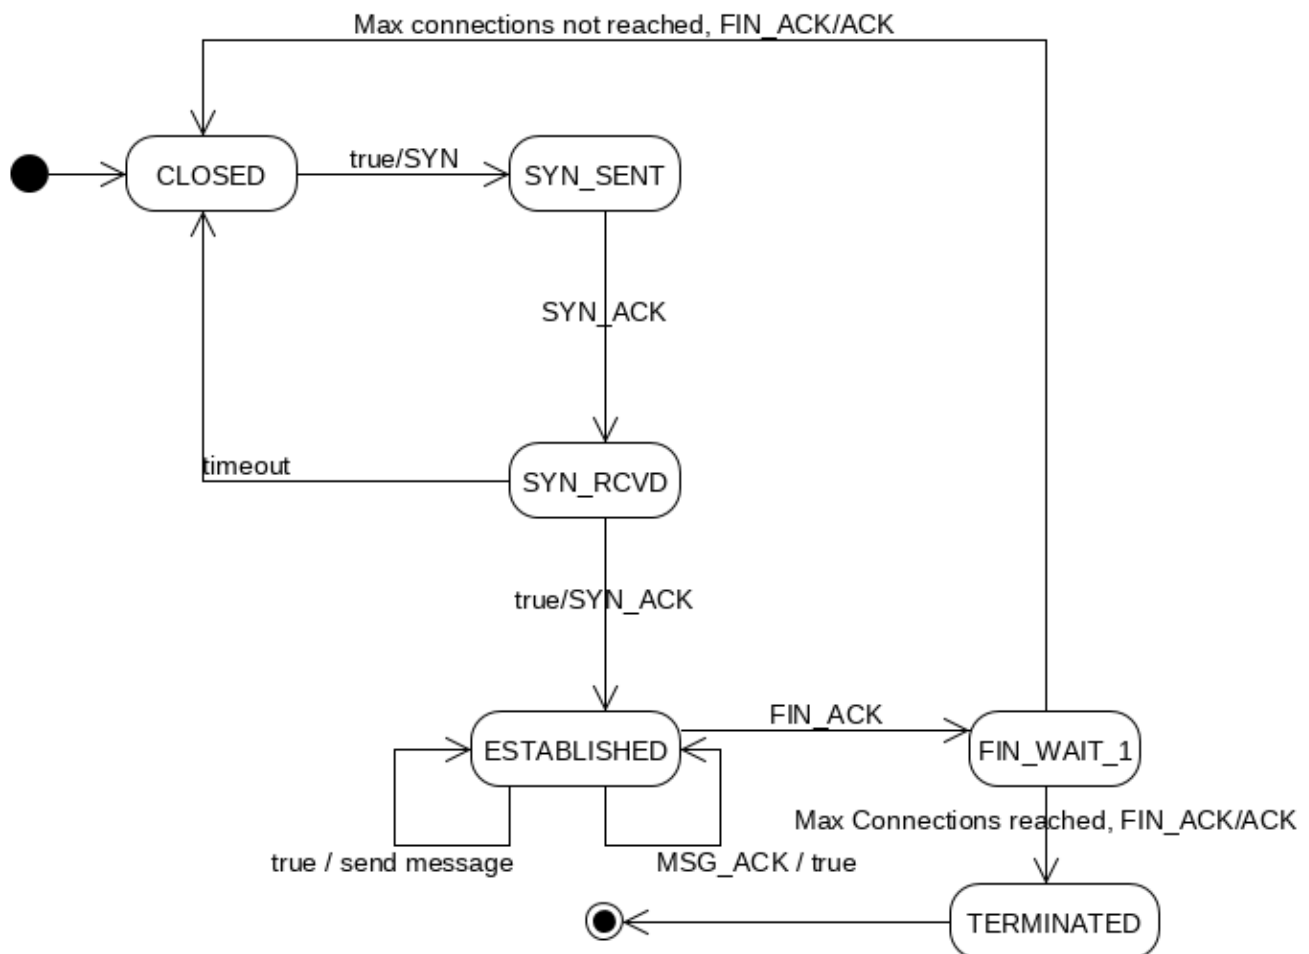 Max connections not reached, FIN_ACK/ACK
true/SYN
CLOSED
SYN_SENT
SYN_ACK
timeout
SYN_RCVD
true/SYN_ACK
FIN_ACK
ESTABLISHED
FIN_WAIT_1
Max Connections reached, FIN_ACK/ACK
true / send message
MSG_ACK / true
TERMINATED